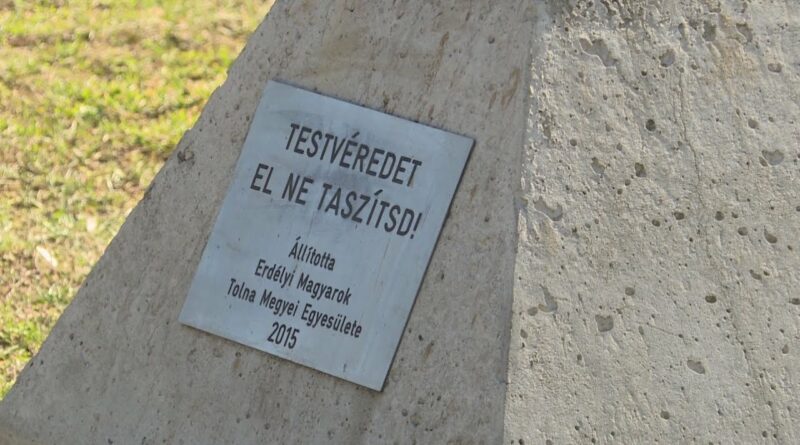 TESTVÉREDET
EL NE TASZÍTSD!
Állította
Erdélyi Magyarok
Tolna Megyei Egyesülete
2015